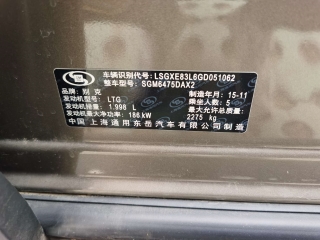 车辆识别代号: LSGXE83L6GD051062
整车型号: SGM6475DAX2
品牌: 别 克 制造年月: 15-11
发动机型号: LTG 乘坐人数: 5
发动机排量: 1.998 L 最大允许总质量:
发动机最大净功率: 186 kW 2275 kg
中国上海通用东岳汽车有限公司制造